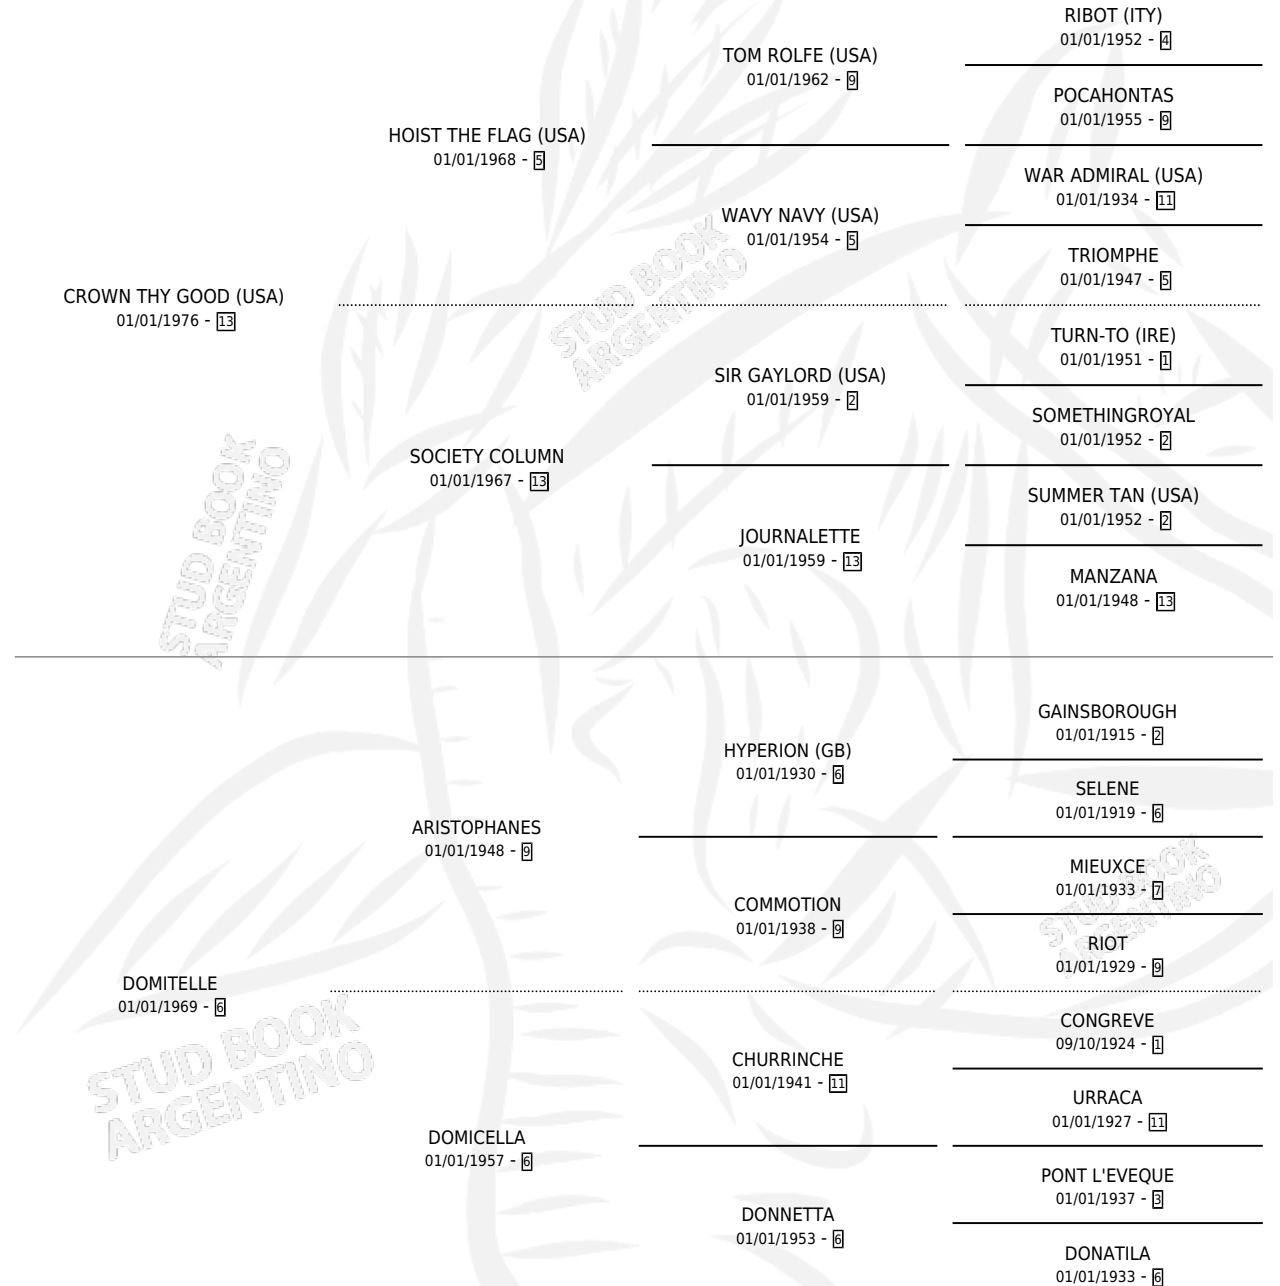 RIBOT (ITY)
01/01/1952 - 4
TOM ROLFE (USA)
01/01/1962 - 9
POCAHONTAS
01/01/1955 - 9
HOIST THE FLAG (USA)
01/01/1968 - 5
WAR ADMIRAL (USA)
01/01/1934 - 11
WAVY NAVY (USA)
01/01/1954 - 5
TRIOMPHE
01/01/1947 - 5
CROWN THY GOOD (USA)
01/01/1976 - 13
TURN-TO (IRE)
01/01/1951 - 1
SIR GAYLORD (USA)
01/01/1959 - 2
SOMETHINGROYAL
01/01/1952 - 2
SOCIETY COLUMN
01/01/1967 - 13
SUMMER TAN (USA)
01/01/1952 - 2
JOURNALETTE
01/01/1959 - 13
MANZANA
01/01/1948 - 13
GAINSBOROUGH
01/01/1915 - 2
HYPERION (GB)
01/01/1930 - 6
SELENE
01/01/1919 - 6
ARISTOPHANES
01/01/1948 - 9
MIEUXCE
01/01/1933 - 7
COMMOTION
01/01/1938 - 9
RIOT
01/01/1929 - 9
DOMITELLE
01/01/1969 - 6
CONGREVE
09/10/1924 - 1
CHURRINCHE
01/01/1941 - 11
URRACA
01/01/1927 - 11
DOMICELLA
01/01/1957 - 6
PONT L'EVEQUE
01/01/1937 - 3
DONNETTA
01/01/1953 - 6
DONATILA
01/01/1933 - 6
STUD BOOK
ARGENTINO
STUD BOOK
ARGENTINO
STUD BOOK
ARGENTINO
STUD BOOK
ARGENTINO